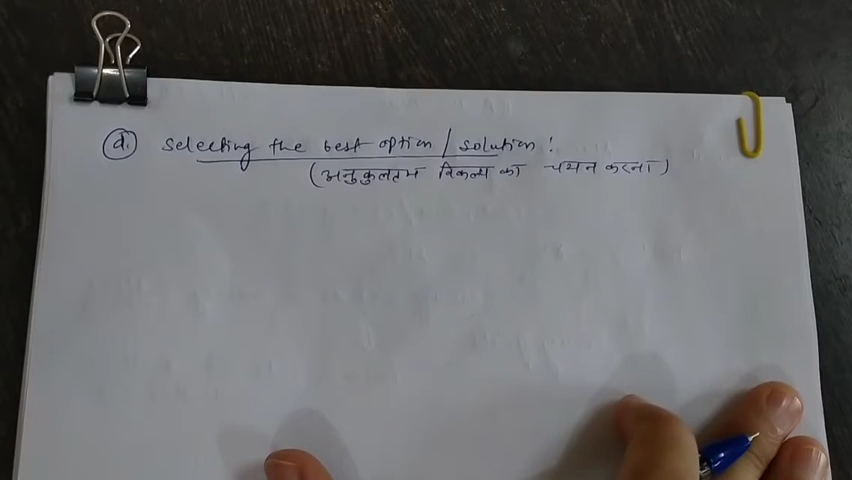 d. selecting the best option / solution :
(अनुकुलतम विकल्प का चयन करना)